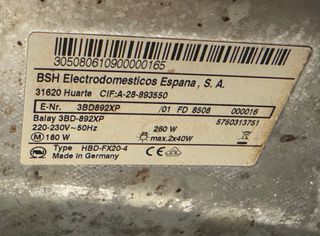 305080610900000165
BSH Electrodomesticos Espana, S. A.
31620 Huarte CIF:A-28-893550
E-Nr. 3BD892XP /01 FD 8508 000016
Balay 3BD-892XP 5750313751
220-230V~50Hz 260 W
M 180 W max.2x40W
Type HBD-FX20-4
Made in Germany